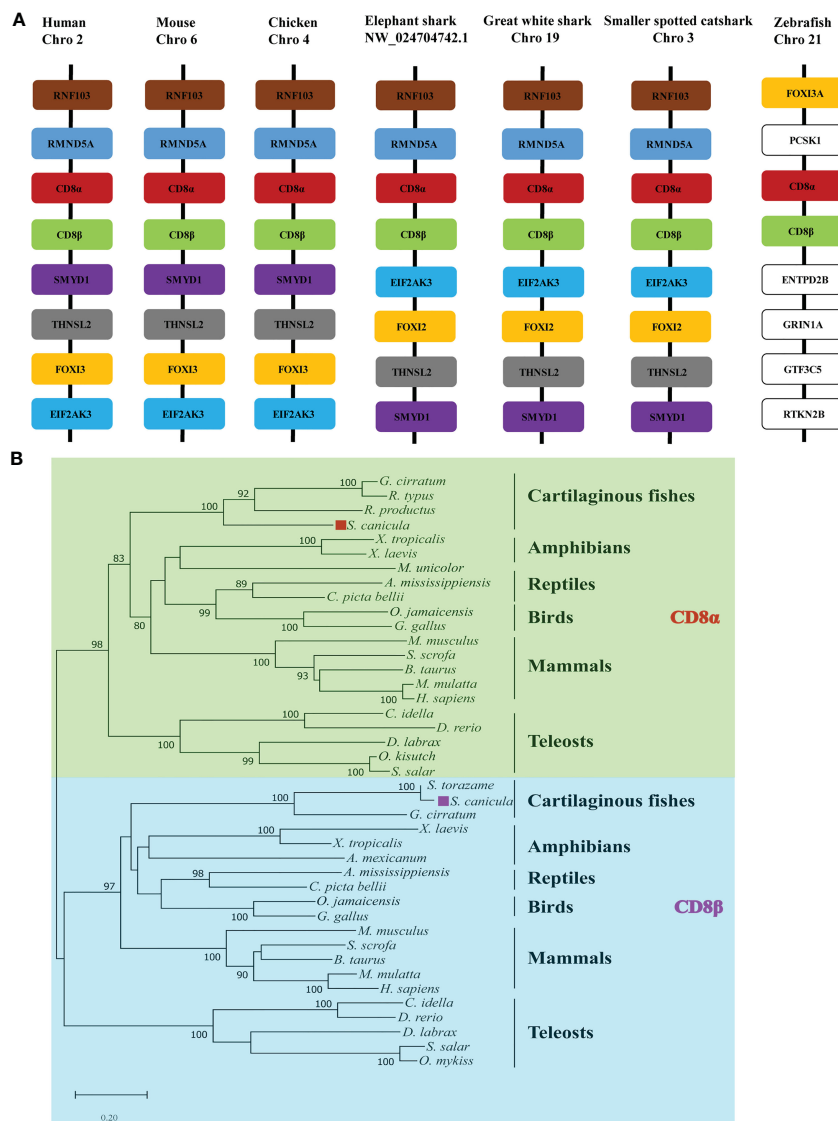 A
Human
Chro 2
Mouse
Chro 6
Chicken
Chro 4
Elephant shark
NW_024704742.1
Great white shark
Chro 19
Smaller spotted catshark
Chro 3
Zebrafish
Chro 21
RNF103 RNF103 RNF103 RNF103 RNF103 RNF103 FOXI3A
RMND5A RMND5A RMND5A RMND5A RMND5A RMND5A PCSK1
CD8α CD8α CD8α CD8α CD8α CD8α CD8α
CD8β CD8β CD8β CD8β CD8β CD8β CD8β
SMYD1 SMYD1 SMYD1 EIF2AK3 EIF2AK3 EIF2AK3 ENTPD2B
THNSL2 THNSL2 THNSL2 FOXI2 FOXI2 FOXI2 GRIN1A
FOXI3 FOXI3 FOXI3 THNSL2 THNSL2 THNSL2 GTF3C5
EIF2AK3 EIF2AK3 EIF2AK3 SMYD1 SMYD1 SMYD1 RTKN2B
B
100 G. cirratum
92 R. typus
R. productus
100 S. canicula
Cartilaginous fishes
100 X. tropicalis
X. laevis
M. unicolor
Amphibians
83
89 A. mississippiensis
C. picta bellii
Reptiles
99
O. jamaicensis
100 G. gallus
Birds
CD8α
80
M. musculus
100 S. scrofa
93 B. taurus
M. mulatta
100 H. sapiens
Mammals
98
100 C. idella
D. rerio
100 D. labrax
99 O. kisutch
100 S. salar
Teleosts
100 S. torazame
S. canicula
100 G. cirratum
Cartilaginous fishes
100 X. laevis
X. tropicalis
A. mexicanum
Amphibians
97
98 A. mississippiensis
C. picta bellii
Reptiles
O. jamaicensis
100 G. gallus
Birds
CD8β
M. musculus
100 S. scrofa
B. taurus
90 M. mulatta
100 H. sapiens
Mammals
100 C. idella
D. rerio
100 D. labrax
S. salar
100 O. mykiss
Teleosts
0.20